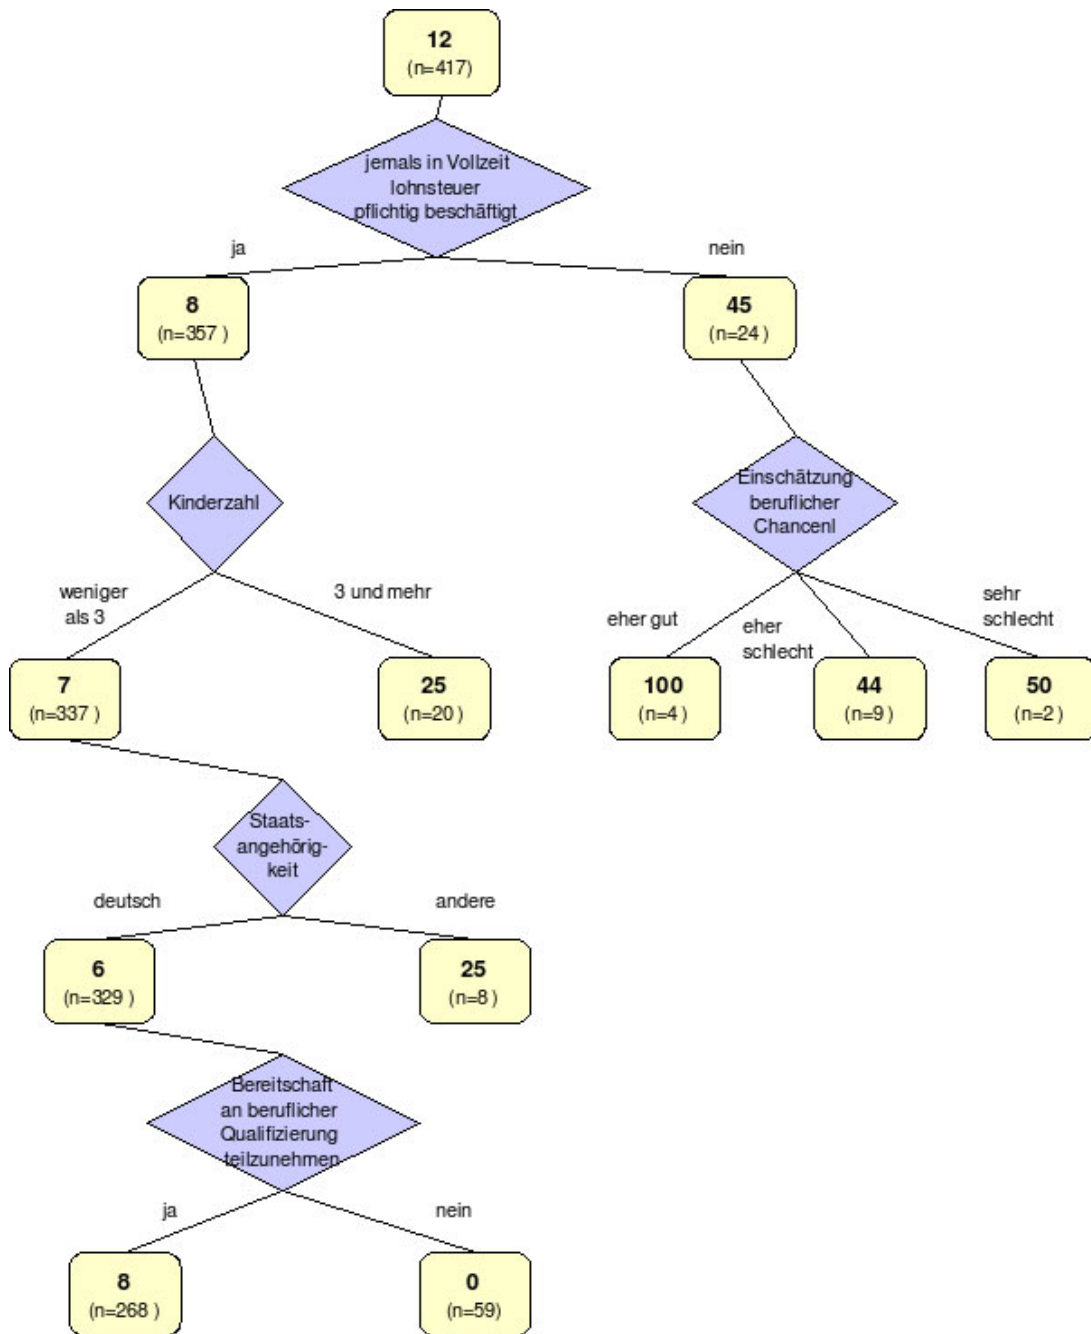 12
(n=417)
jemals in Vollzeit
lohnsteuer
pflichtig beschäftigt
ja
nein
8
(n=357 )
45
(n=24 )
Kinderzahl
Einschätzung
beruflicher
Chancenl
weniger
als 3
3 und mehr
eher gut
eher
schlecht
sehr
schlecht
7
(n=337 )
25
(n=20 )
100
(n=4 )
44
(n=9 )
50
(n=2 )
Staats-
angehörig-
keit
deutsch
andere
6
(n=329 )
25
(n=8 )
Bereitschaft
an beruflicher
Qualifizierung
teilzunehmen
ja
nein
8
(n=268 )
0
(n=59)